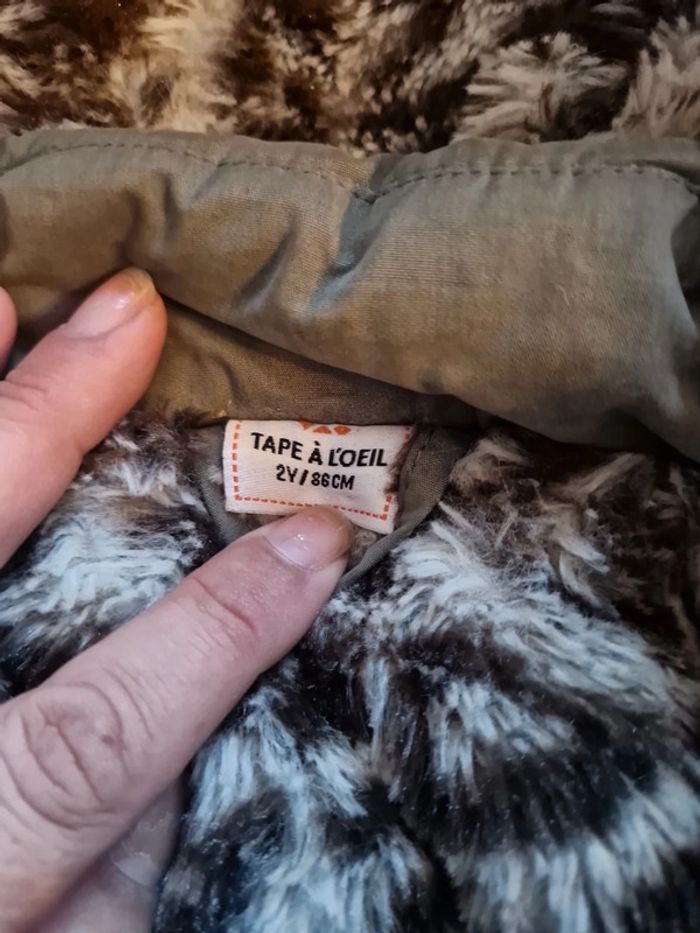 TAPE À L'OEIL
2Y/86CM